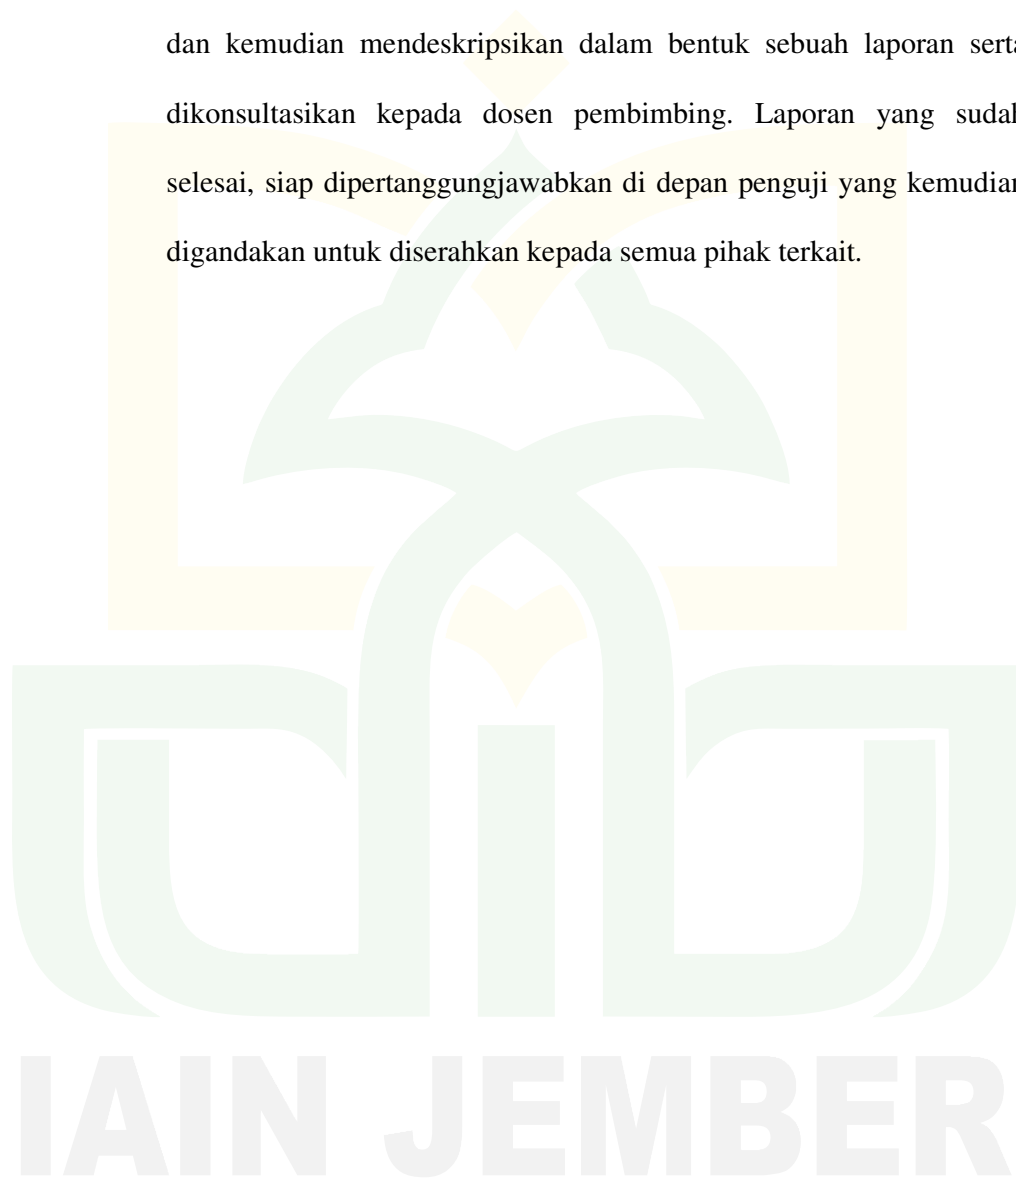 dan kemudian mendeskripsikan dalam bentuk sebuah laporan serta
dikonsultasikan kepada dosen pembimbing. Laporan yang sudah
selesai, siap dipertanggungjawabkan di depan penguji yang kemudian
digandakan untuk diserahkan kepada semua pihak terkait.
IAIN JEMBER